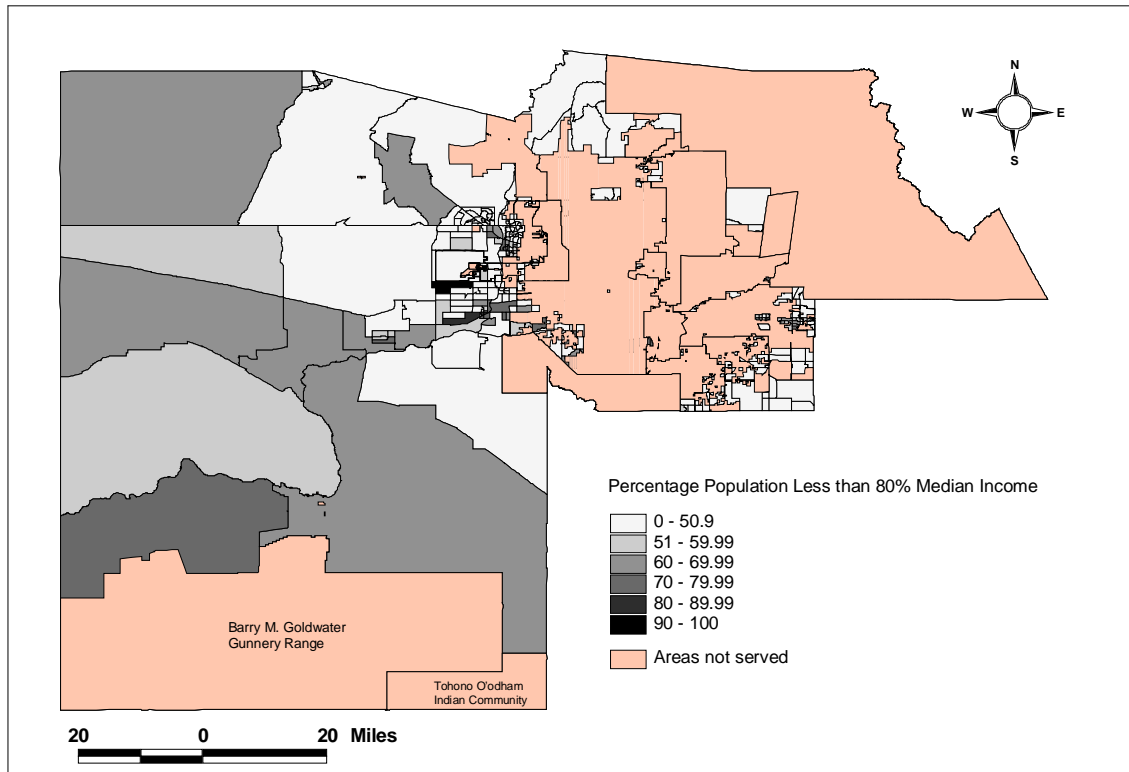 N
W E
S
Percentage Population Less than 80% Median Income
0 - 50.9
51 - 59.99
60 - 69.99
70 - 79.99
80 - 89.99
90 - 100
Areas not served
Barry M. Goldwater
Gunnery Range
Tohono O'odham
Indian Community
20 0 20 Miles